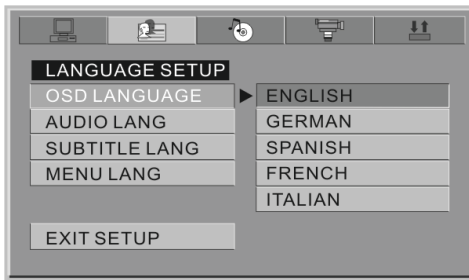 LANGUAGE SETUP
OSD LANGUAGE
AUDIO LANG
SUBTITLE LANG
MENU LANG
EXIT SETUP
ENGLISH
GERMAN
SPANISH
FRENCH
ITALIAN